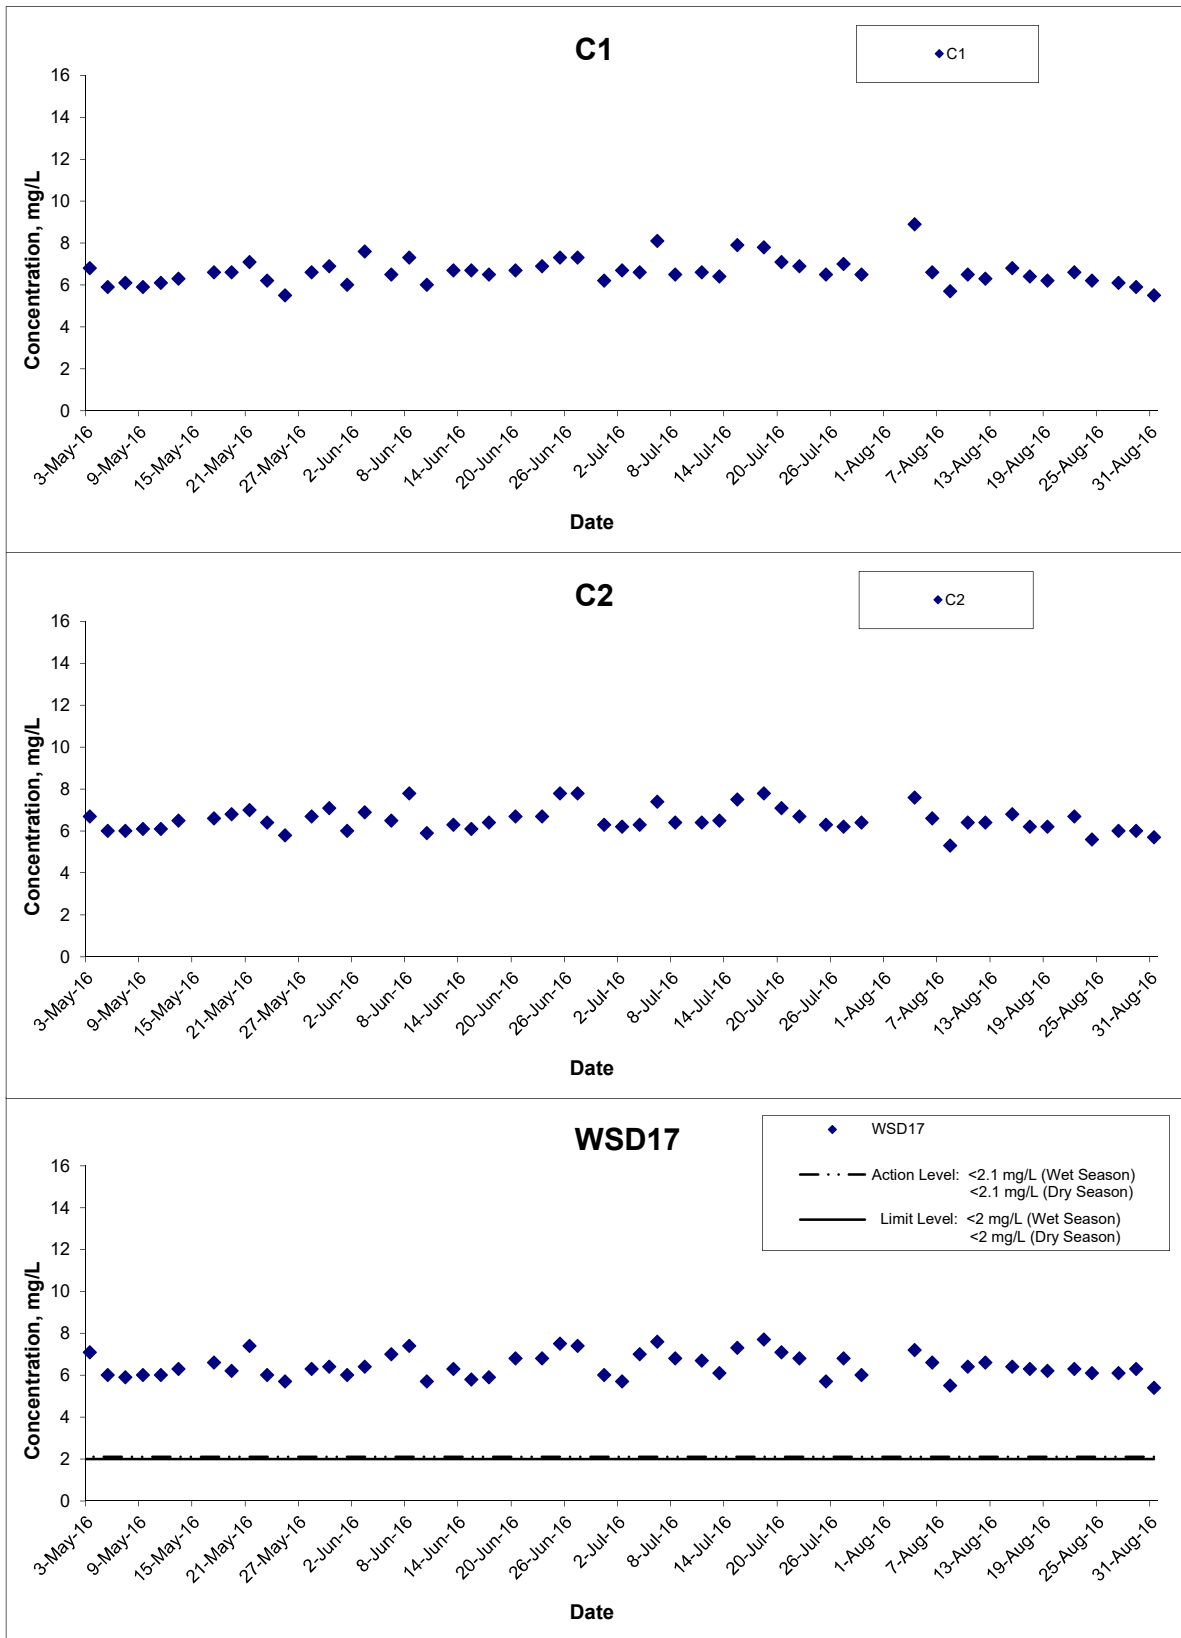 C1
C1
Concentration, mg/L
16
14
12
10
8
6
4
2
0
3-May-16
9-May-16
15-May-16
21-May-16
27-May-16
2-Jun-16
8-Jun-16
14-Jun-16
20-Jun-16
26-Jun-16
2-Jul-16
8-Jul-16
14-Jul-16
20-Jul-16
26-Jul-16
1-Aug-16
7-Aug-16
13-Aug-16
19-Aug-16
25-Aug-16
31-Aug-16
Date
C2
C2
Concentration, mg/L
16
14
12
10
8
6
4
2
0
3-May-16
9-May-16
15-May-16
21-May-16
27-May-16
2-Jun-16
8-Jun-16
14-Jun-16
20-Jun-16
26-Jun-16
2-Jul-16
8-Jul-16
14-Jul-16
20-Jul-16
26-Jul-16
1-Aug-16
7-Aug-16
13-Aug-16
19-Aug-16
25-Aug-16
31-Aug-16
Date
WSD17
WSD17
Action Level: <2.1 mg/L (Wet Season)
<2.1 mg/L (Dry Season)
Limit Level: <2 mg/L (Wet Season)
<2 mg/L (Dry Season)
Concentration, mg/L
16
14
12
10
8
6
4
2
0
3-May-16
9-May-16
15-May-16
21-May-16
27-May-16
2-Jun-16
8-Jun-16
14-Jun-16
20-Jun-16
26-Jun-16
2-Jul-16
8-Jul-16
14-Jul-16
20-Jul-16
26-Jul-16
1-Aug-16
7-Aug-16
13-Aug-16
19-Aug-16
25-Aug-16
31-Aug-16
Date